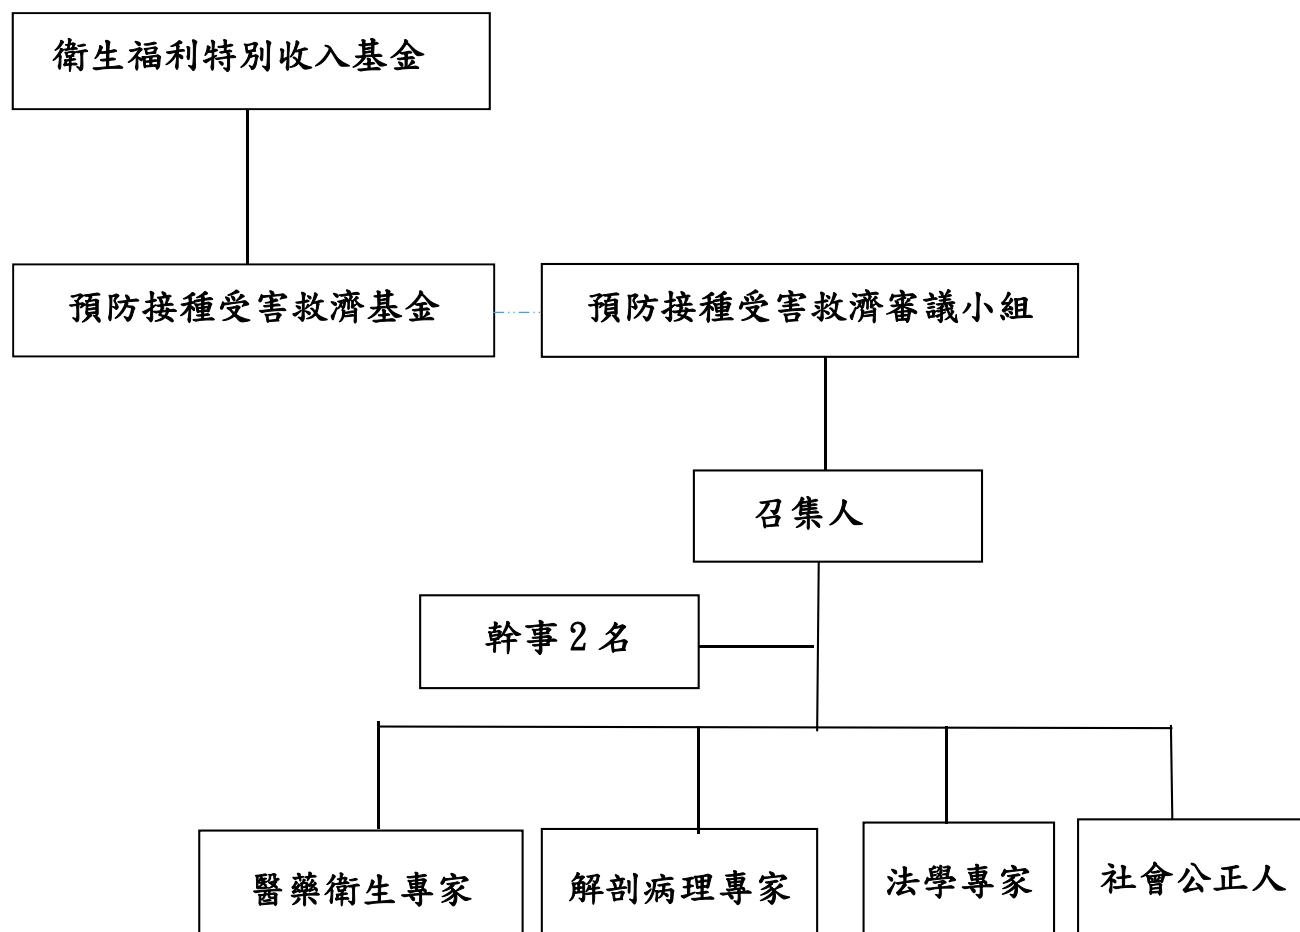 衛生福利特別收入基金
預防接種受害救濟基金
預防接種受害救濟審議小組
召集人
幹事2名
醫藥衛生專家
解剖病理專家
法學專家
社會公正人